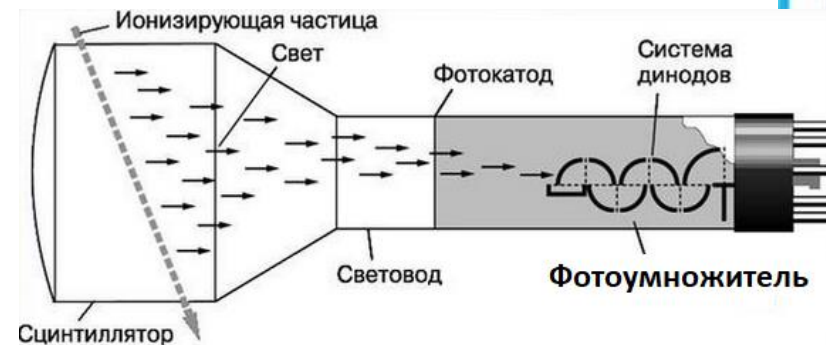 Ионизирующая частица
Свет
Система
динодов
Фотокатод
Световод
Фотоумножитель
Сцинтиллятор